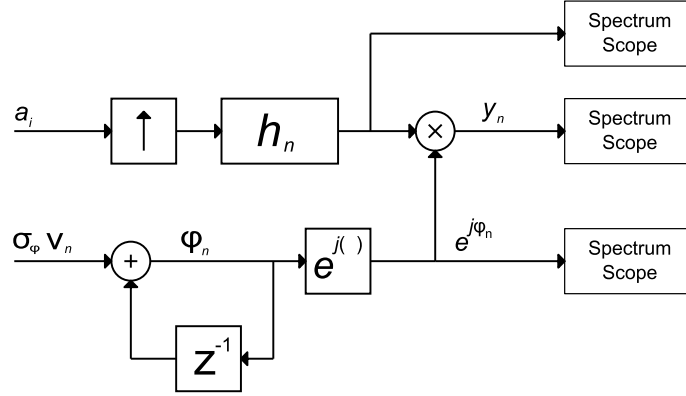 Spectrum
Scope
a_i
↑
h_n
×
y_n
Spectrum
Scope
σ_φ v_n
+
φ_n
e^{j( )}
e^{jφ_n}
Spectrum
Scope
z^{-1}